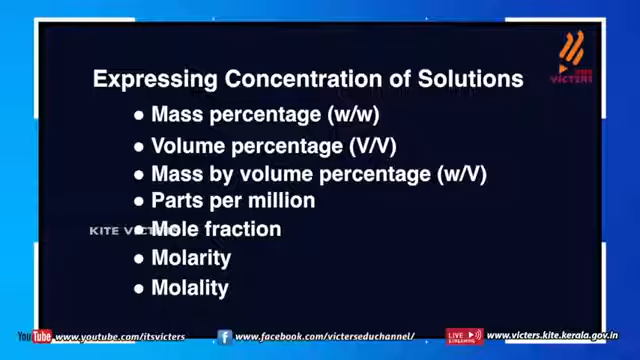 Expressing Concentration of Solutions
● Mass percentage (w/w)
● Volume percentage (V/V)
● Mass by volume percentage (w/V)
● Parts per million
● Mole fraction
● Molarity
● Molality
KITE VICTERS
VICTERS
YouTube www.youtube.com/itsvicters
f www.facebook.com/victerseduchannel/
LIVE STREAMING www.victers.kite.kerala.gov.in